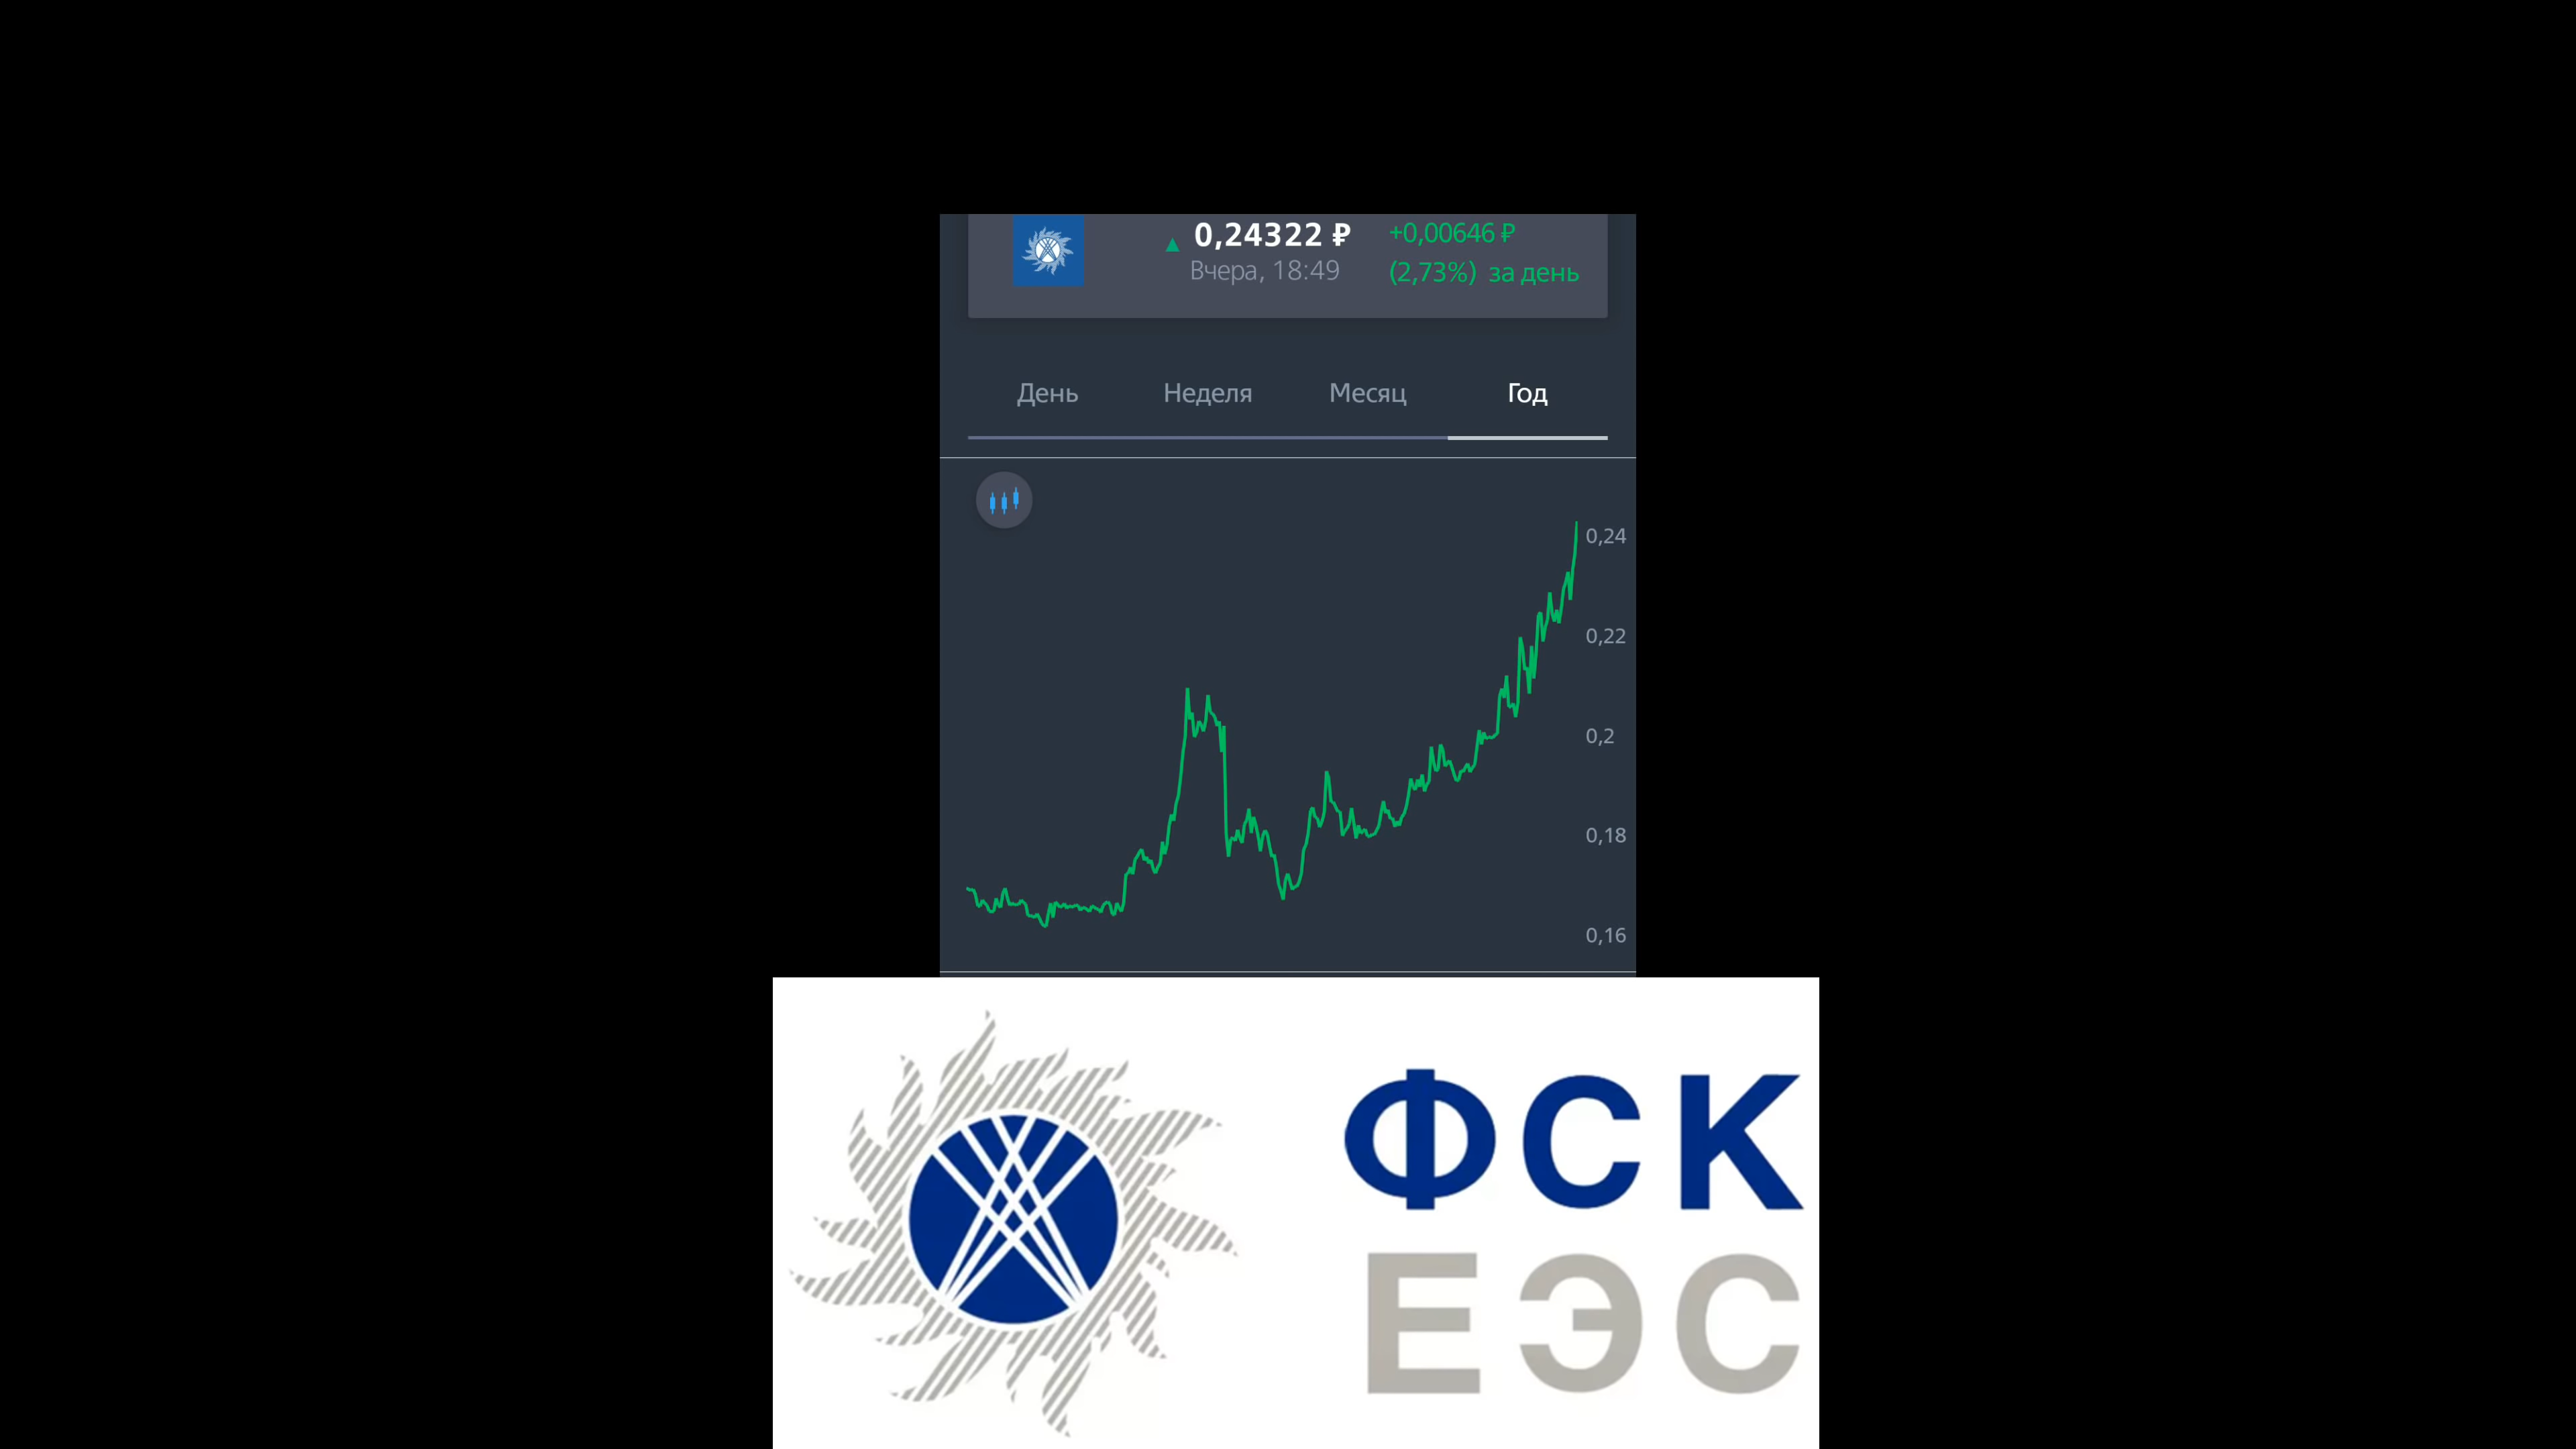 0,24322 ₽
+0,00646 ₽
Вчера, 18:49
(2,73%) за день
День Неделя Месяц Год
0,24
0,22
0,2
0,18
0,16
ФСК
ЕЭС